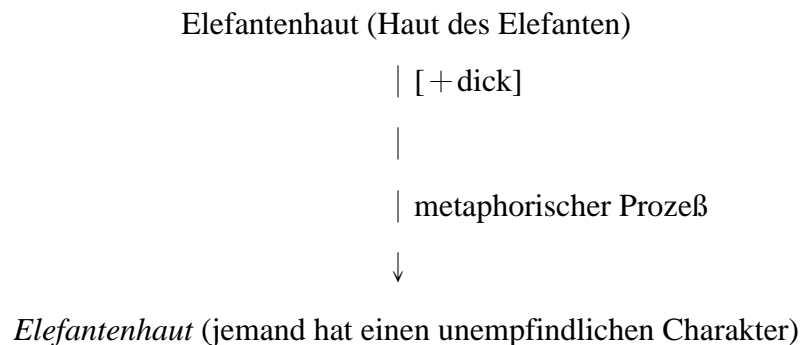 Elefantenhaut (Haut des Elefanten)
[+dick]
metaphorischer Prozeß
Elefantenhaut (jemand hat einen unempfindlichen Charakter)